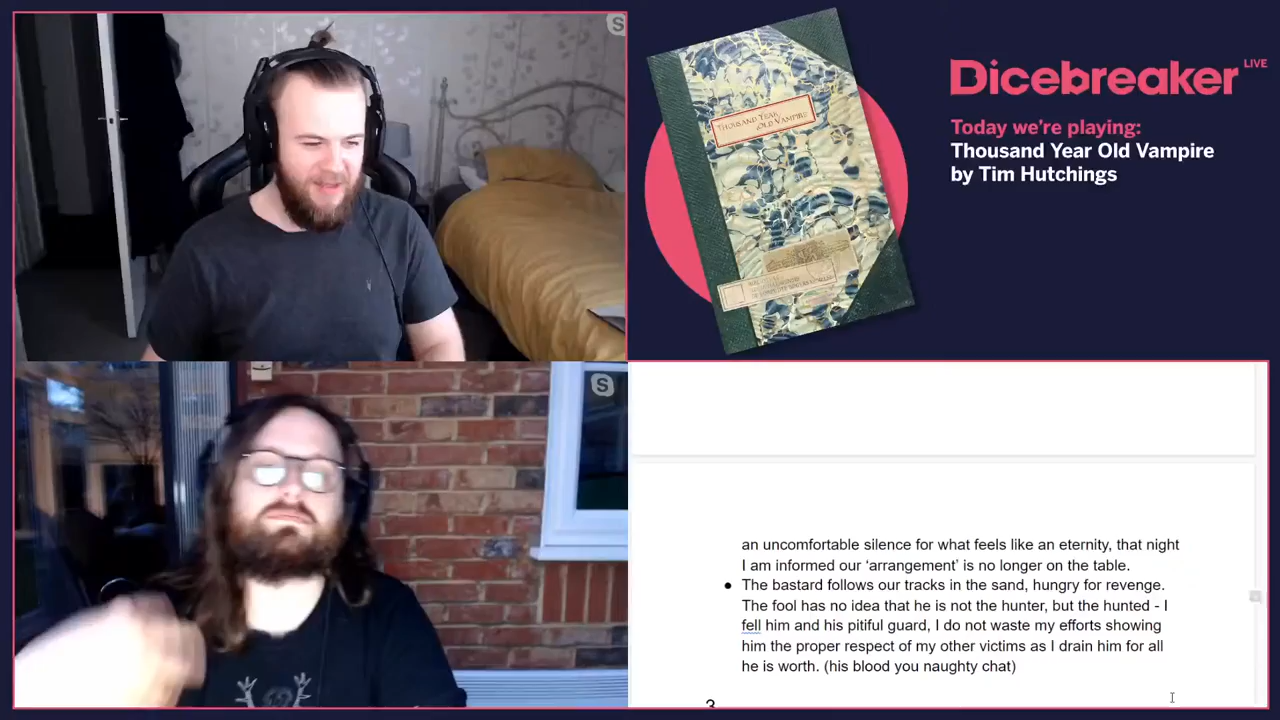 THOUSAND YEAR
OLD VAMPIRE
Dicebreaker LIVE
Today we're playing:
Thousand Year Old Vampire
by Tim Hutchings
an uncomfortable silence for what feels like an eternity, that night
I am informed our ‘arrangement’ is no longer on the table.
● The bastard follows our tracks in the sand, hungry for revenge.
The fool has no idea that he is not the hunter, but the hunted - I
fell him and his pitiful guard, I do not waste my efforts showing
him the proper respect of my other victims as I drain him for all
he is worth. (his blood you naughty chat)
3